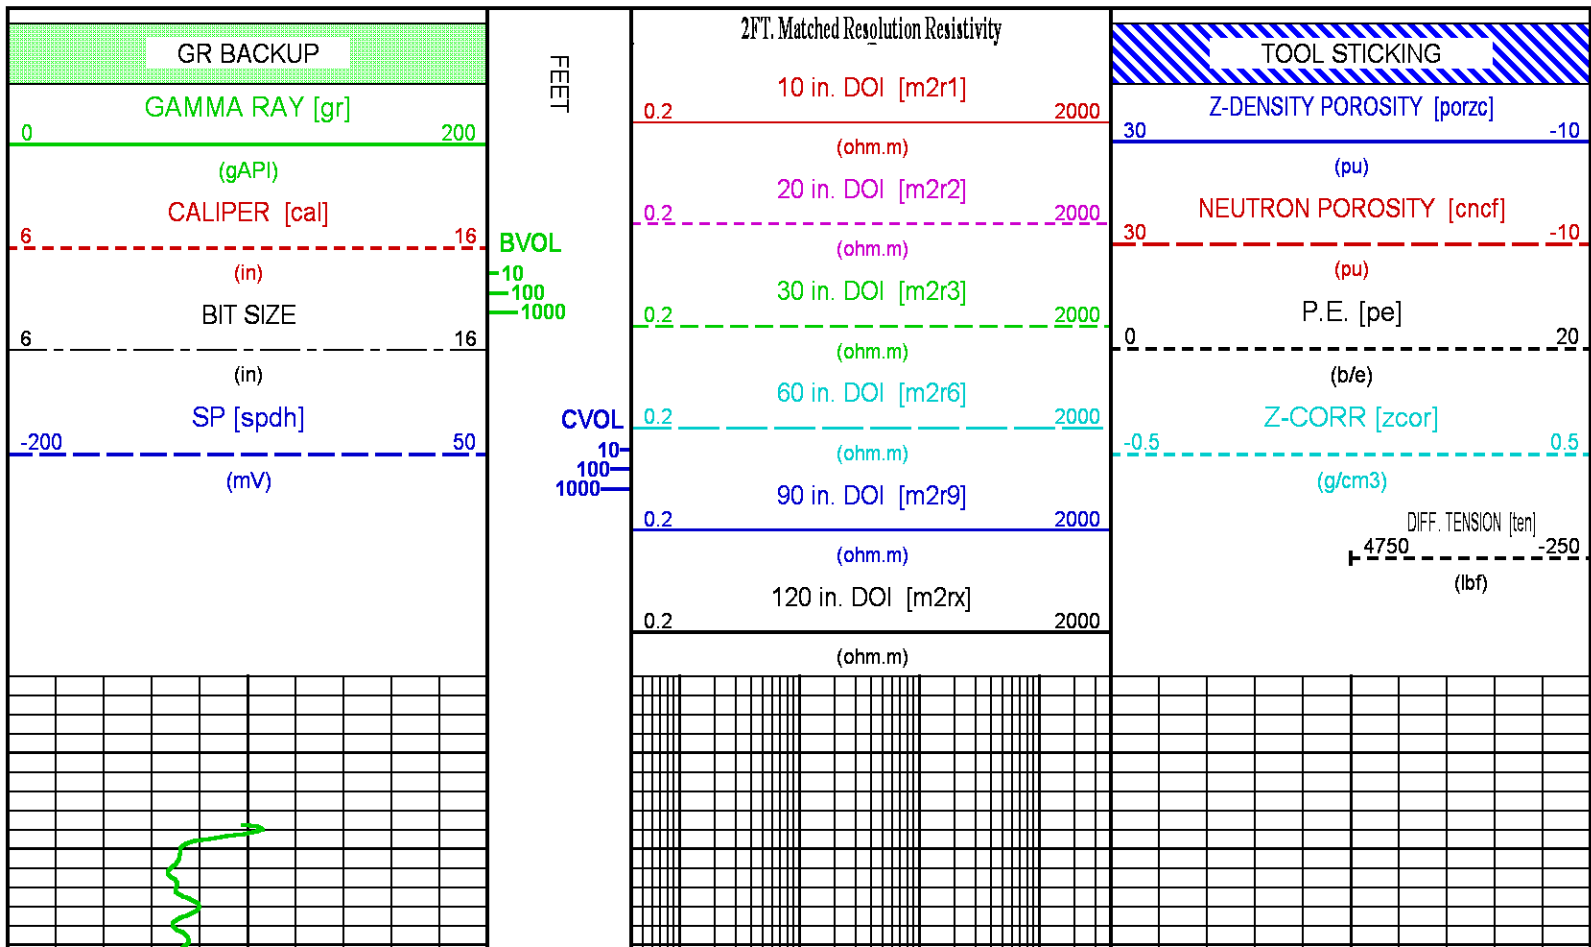 GR BACKUP
GAMMA RAY [gr]
0 200
(gAPI)
CALIPER [cal]
6 16
(in)
BIT SIZE
6 16
(in)
SP [spdh]
-200 50
(mV)
FEET
BVOL
10
100
1000
CVOL
10
100
1000
2FT. Matched Resolution Resistivity
10 in. DOI [m2r1]
0.2 2000
(ohm.m)
20 in. DOI [m2r2]
0.2 2000
(ohm.m)
30 in. DOI [m2r3]
0.2 2000
(ohm.m)
60 in. DOI [m2r6]
0.2 2000
(ohm.m)
90 in. DOI [m2r9]
0.2 2000
(ohm.m)
120 in. DOI [m2rx]
0.2 2000
(ohm.m)
TOOL STICKING
Z-DENSITY POROSITY [porzc]
30 -10
(pu)
NEUTRON POROSITY [cncf]
30 -10
(pu)
P.E. [pe]
0 20
(b/e)
Z-CORR [zcor]
-0.5 0.5
(g/cm3)
DIFF. TENSION [ten]
4750 -250
(lbf)